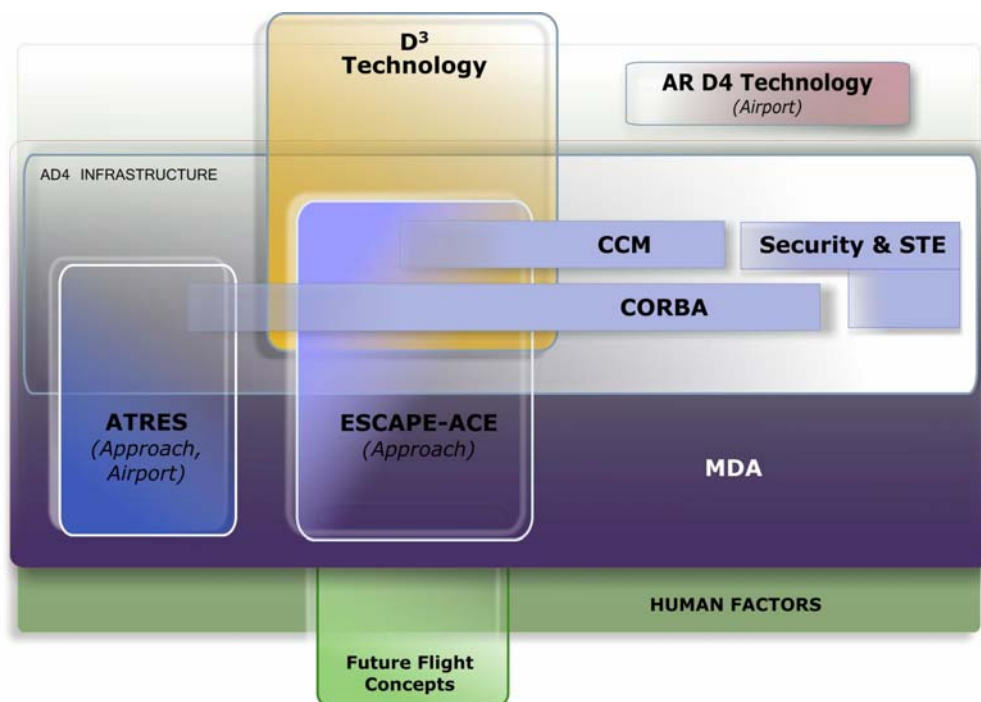 D³
Technology
AR D4 Technology
(Airport)
AD4 INFRASTRUCTURE
CCM
Security & STE
CORBA
ATRES
(Approach,
Airport)
ESCAPE-ACE
(Approach)
MDA
HUMAN FACTORS
Future Flight
Concepts